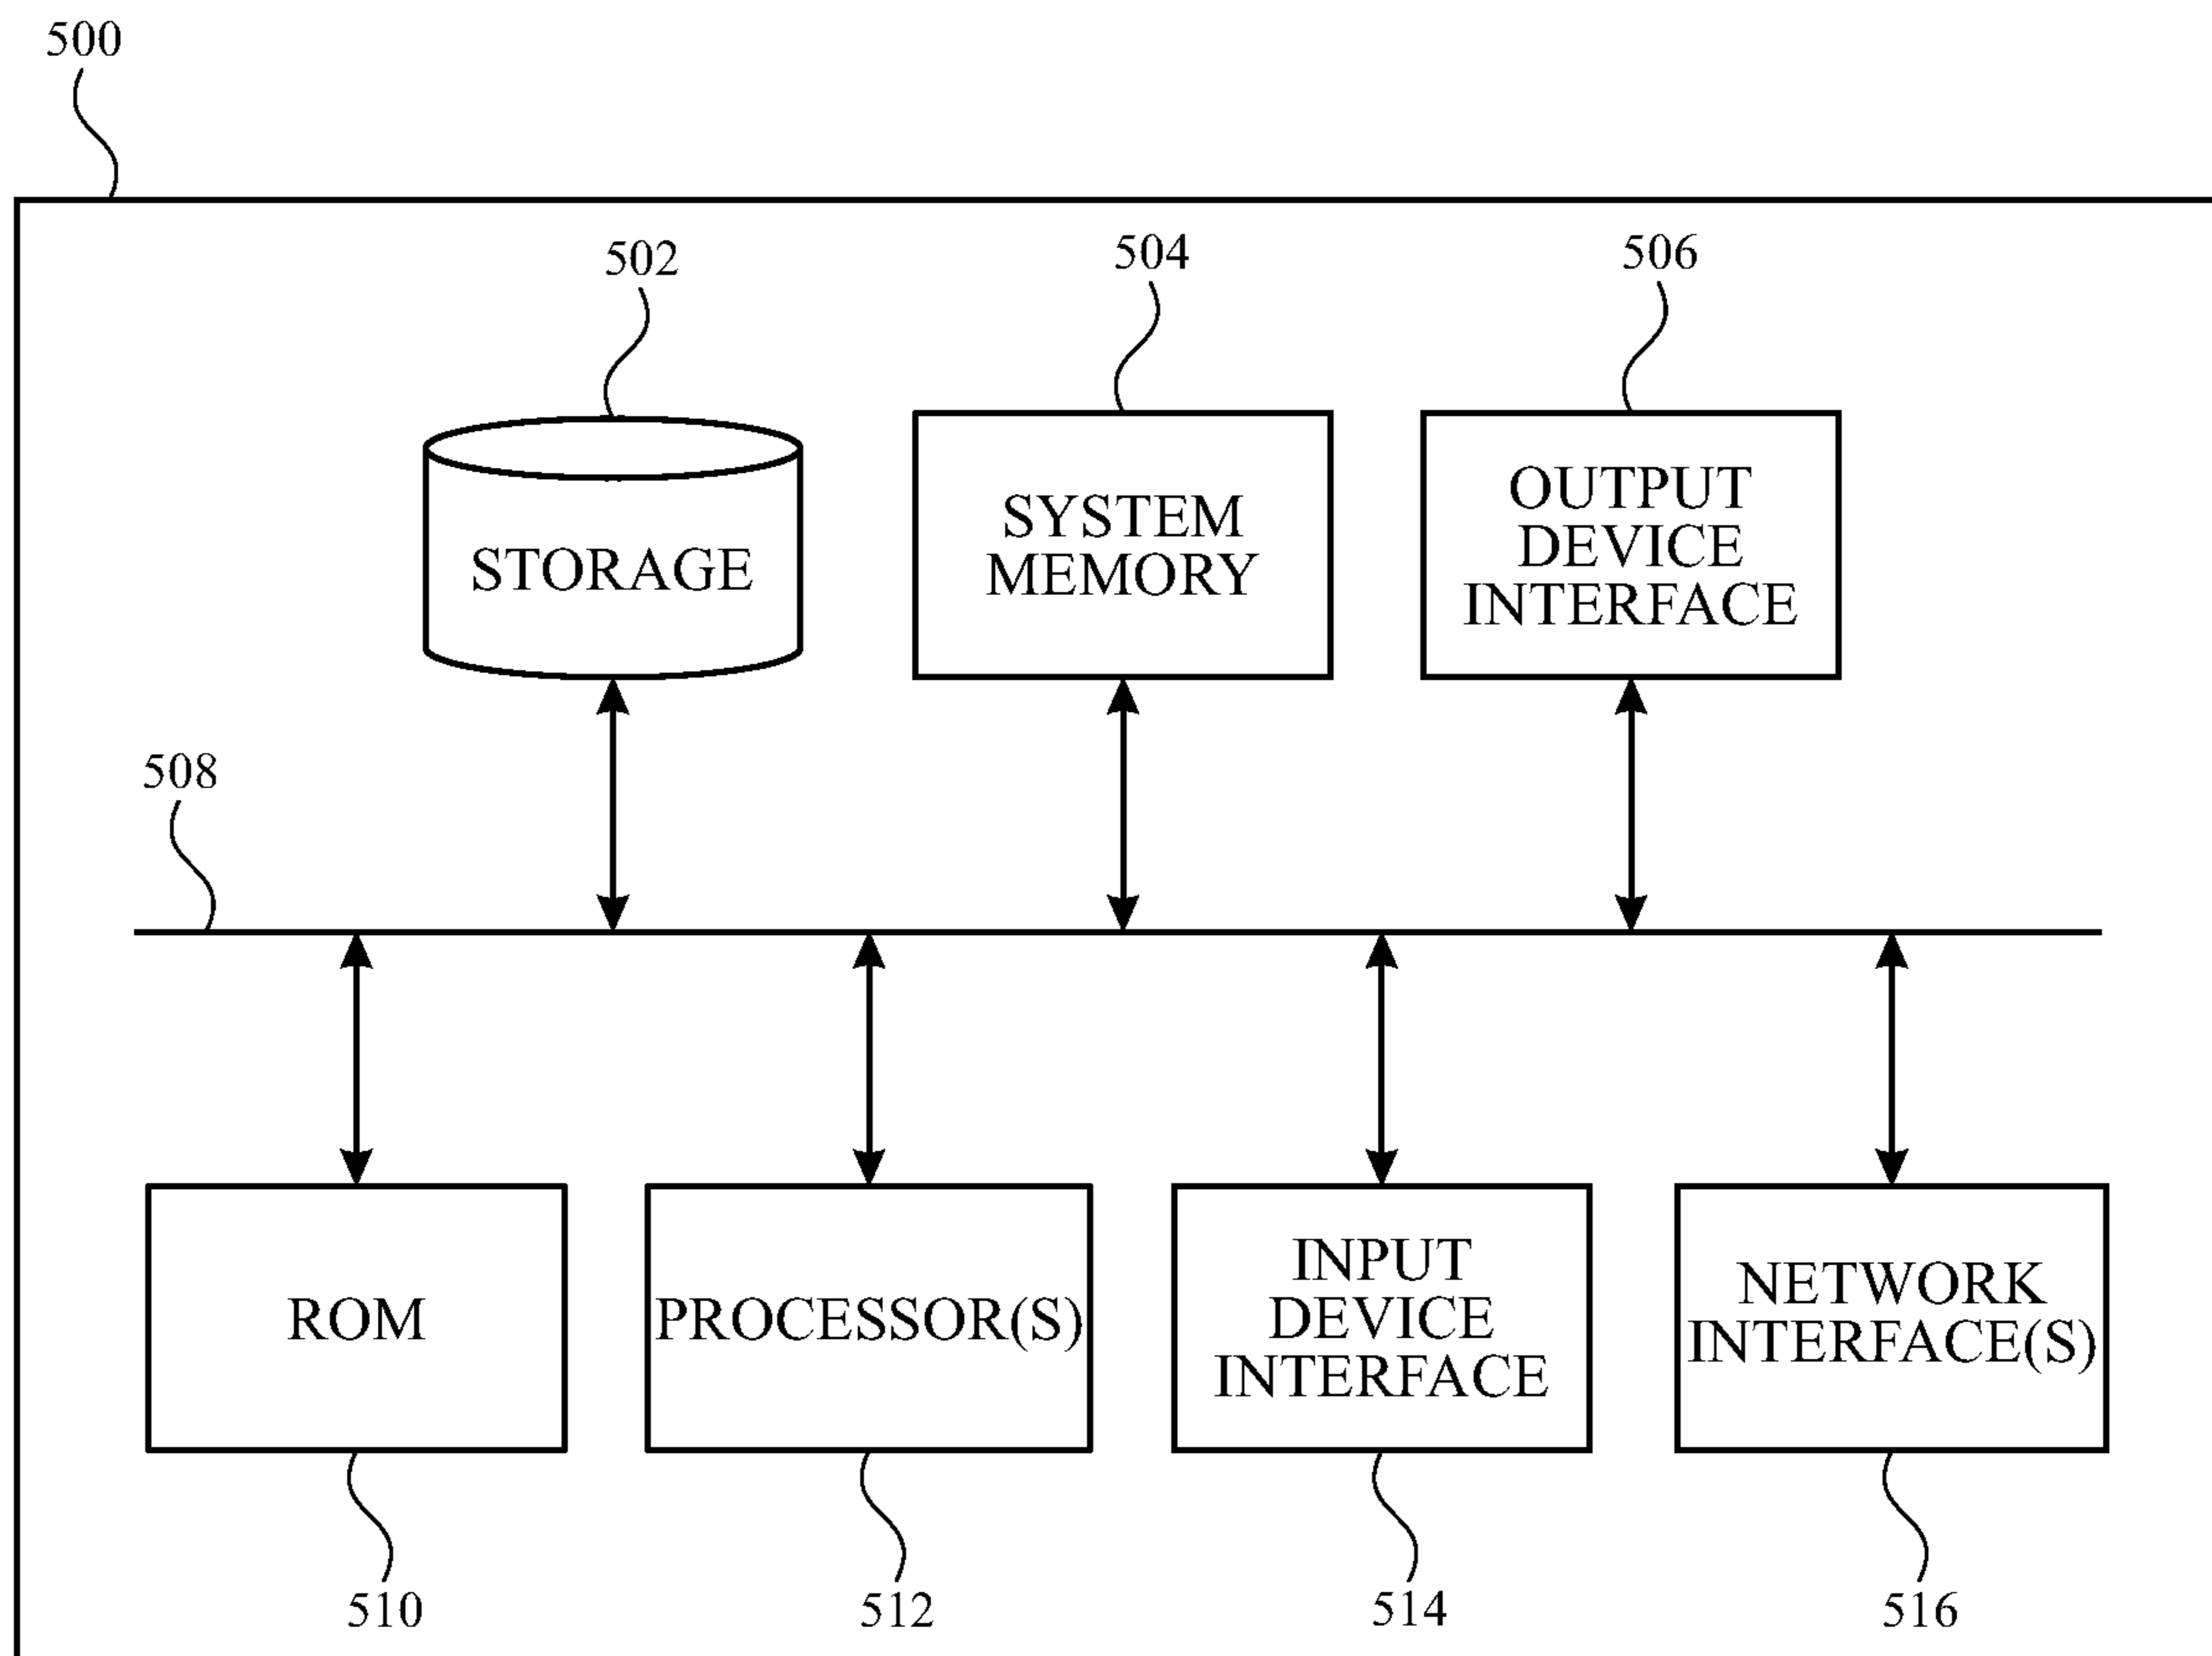 500
502
504
506
STORAGE
SYSTEM
MEMORY
OUTPUT
DEVICE
INTERFACE
508
ROM
PROCESSOR(S)
INPUT
DEVICE
INTERFACE
NETWORK
INTERFACE(S)
510
512
514
516